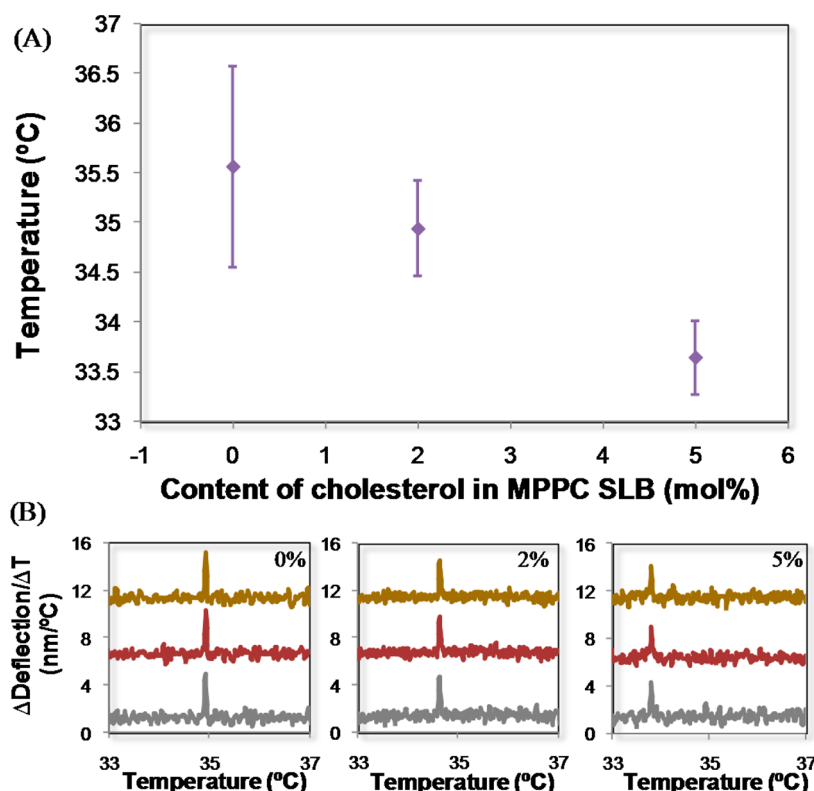 (A)
Temperature (ºC)
37
36.5
36
35.5
35
34.5
34
33.5
33
-1 0 1 2 3 4 5 6
Content of cholesterol in MPPC SLB (mol%)
(B)
ΔDeflection/ΔT
(nm/ºC)
16
12
8
4
0
0%
33 35 37
Temperature (ºC)
16
12
8
4
0
2%
33 35 37
Temperature (ºC)
16
12
8
4
0
5%
33 35 37
Temperature (ºC)